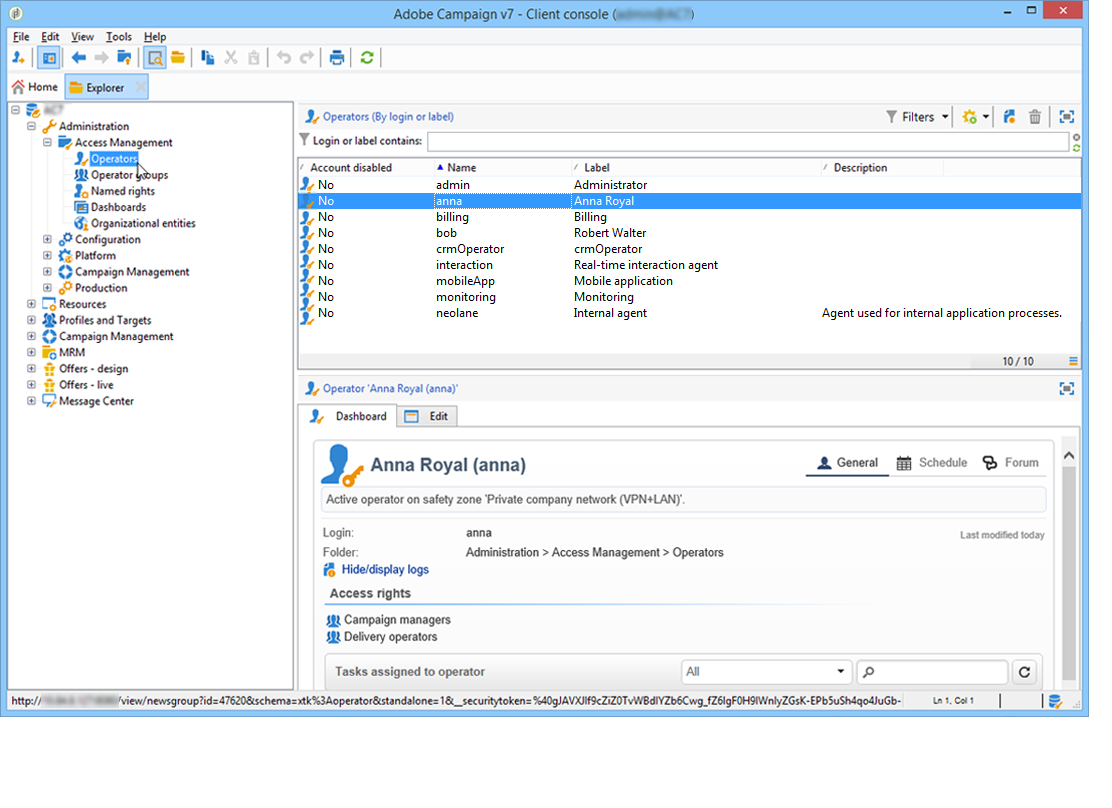 Adobe Campaign v7 - Client console (admin@ACT)
File Edit View Tools Help
Home Explorer
Administration
Access Management
Operators
Operator groups
Named rights
Dashboards
Organizational entities
Configuration
Platform
Campaign Management
Production
Resources
Profiles and Targets
Campaign Management
MRM
Offers - design
Offers - live
Message Center
Operators (By login or label) Filters
Login or label contains:
Account disabled Name Label Description
No admin Administrator
No anna Anna Royal
No billing Billing
No bob Robert Walter
No crmOperator crmOperator
No interaction Real-time interaction agent
No mobileApp Mobile application
No monitoring Monitoring
No neolane Internal agent Agent used for internal application processes.
10 / 10
Operator 'Anna Royal (anna)'
Dashboard Edit
Anna Royal (anna) General Schedule Forum
Active operator on safety zone 'Private company network (VPN+LAN)'.
Login: anna Last modified today
Folder: Administration > Access Management > Operators
Hide/display logs
Access rights
Campaign managers
Delivery operators
Tasks assigned to operator All
http:// /view/newsgroup?id=47620&schema=xtk%3Aoperator&standalone=1&__securitytoken= Ln 1, Col 1